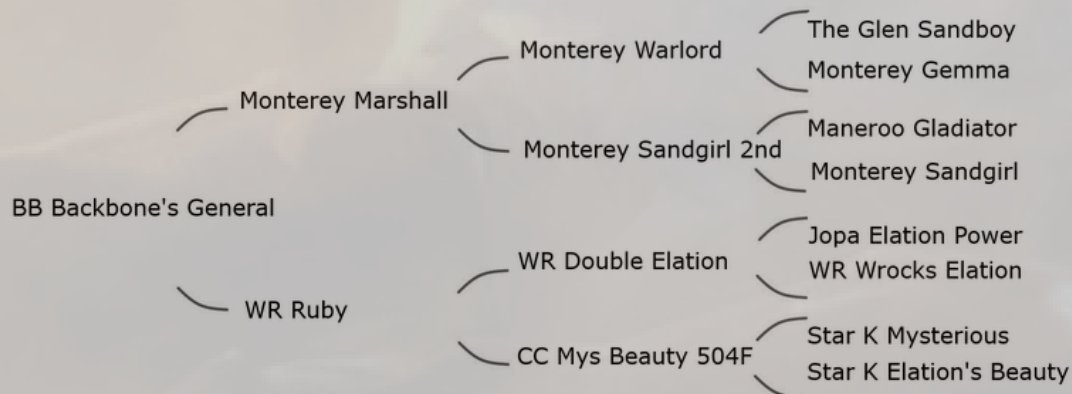 The Glen Sandboy
Monterey Warlord
Monterey Gemma
Monterey Marshall
Maneroo Gladiator
Monterey Sandgirl 2nd
Monterey Sandgirl
BB Backbone's General
Jopa Elation Power
WR Double Elation
WR Wrocks Elation
WR Ruby
Star K Mysterious
CC Mys Beauty 504F
Star K Elation's Beauty